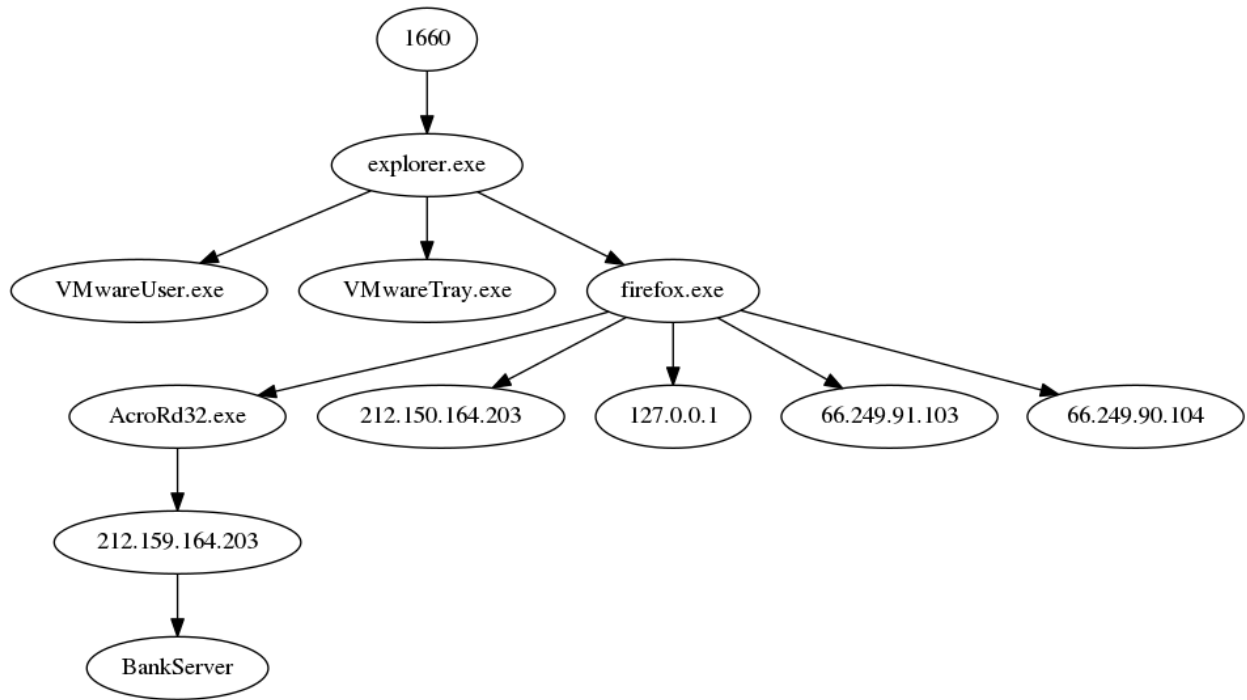 1660
explorer.exe
VMwareUser.exe
VMwareTray.exe
firefox.exe
AcroRd32.exe
212.150.164.203
127.0.0.1
66.249.91.103
66.249.90.104
212.159.164.203
BankServer